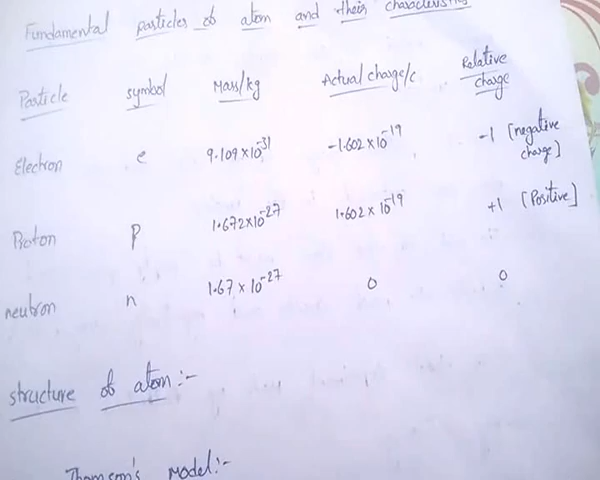 Fundamental particles of atom and their characteristics
Particle symbol Mass/kg Actual charge/c Relative charge
Electron e 9.109×10⁻³¹ -1.602×10⁻¹⁹ -1 [negative charge]
Proton p 1.672×10⁻²⁷ 1.602×10⁻¹⁹ +1 [Positive]
neutron n 1.67×10⁻²⁷ 0 0
structure of atom:-
Thomson's model:-